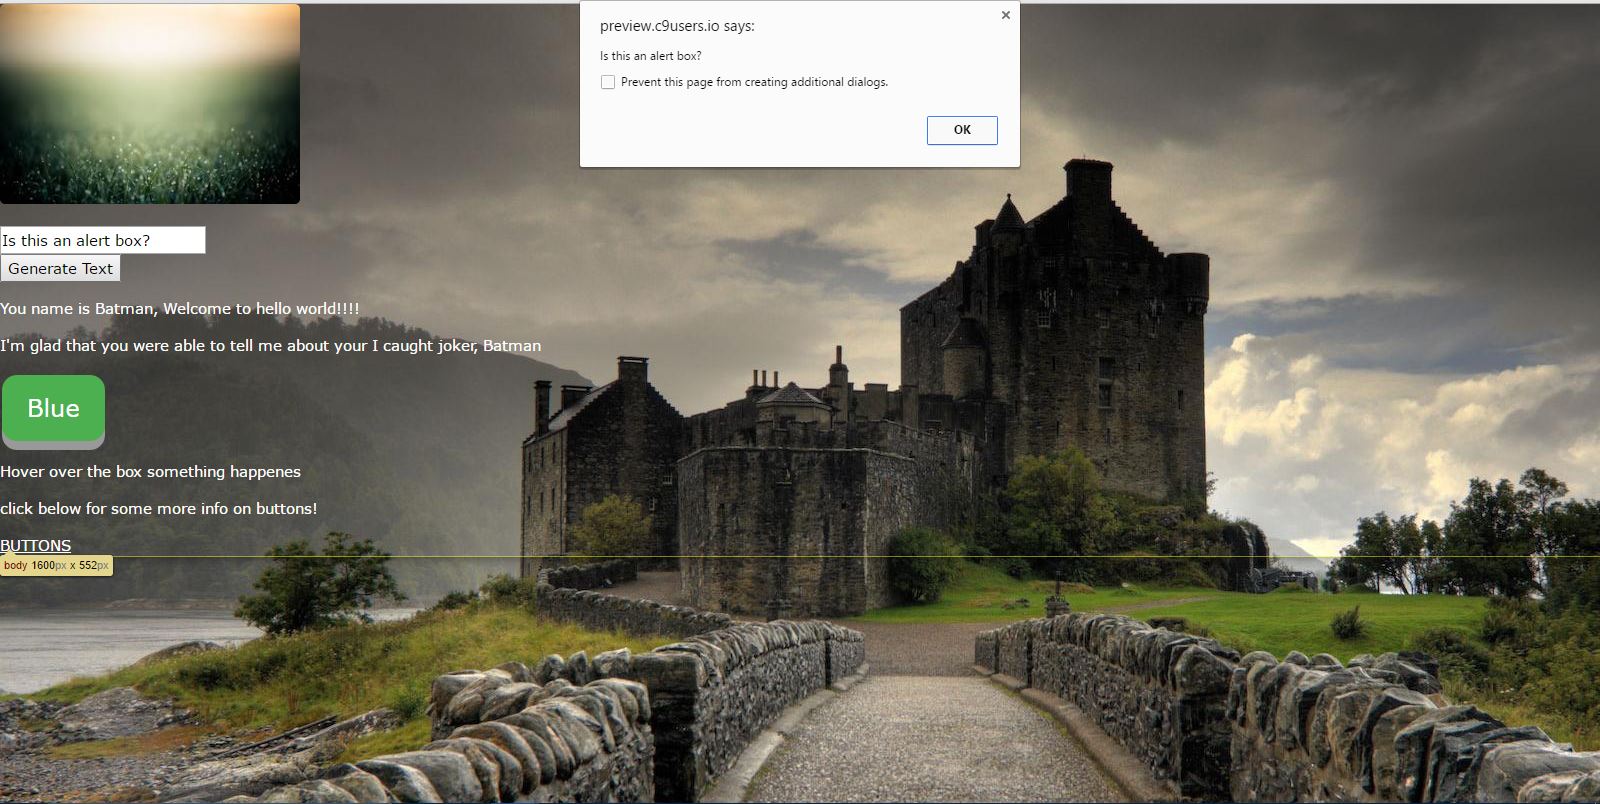 preview.c9users.io says:
Is this an alert box?
Prevent this page from creating additional dialogs.
OK
Is this an alert box?
Generate Text
You name is Batman, Welcome to hello world!!!!
I'm glad that you were able to tell me about your I caught joker, Batman
Blue
Hover over the box something happenes
click below for some more info on buttons!
BUTTONS
body 1600px x 552px